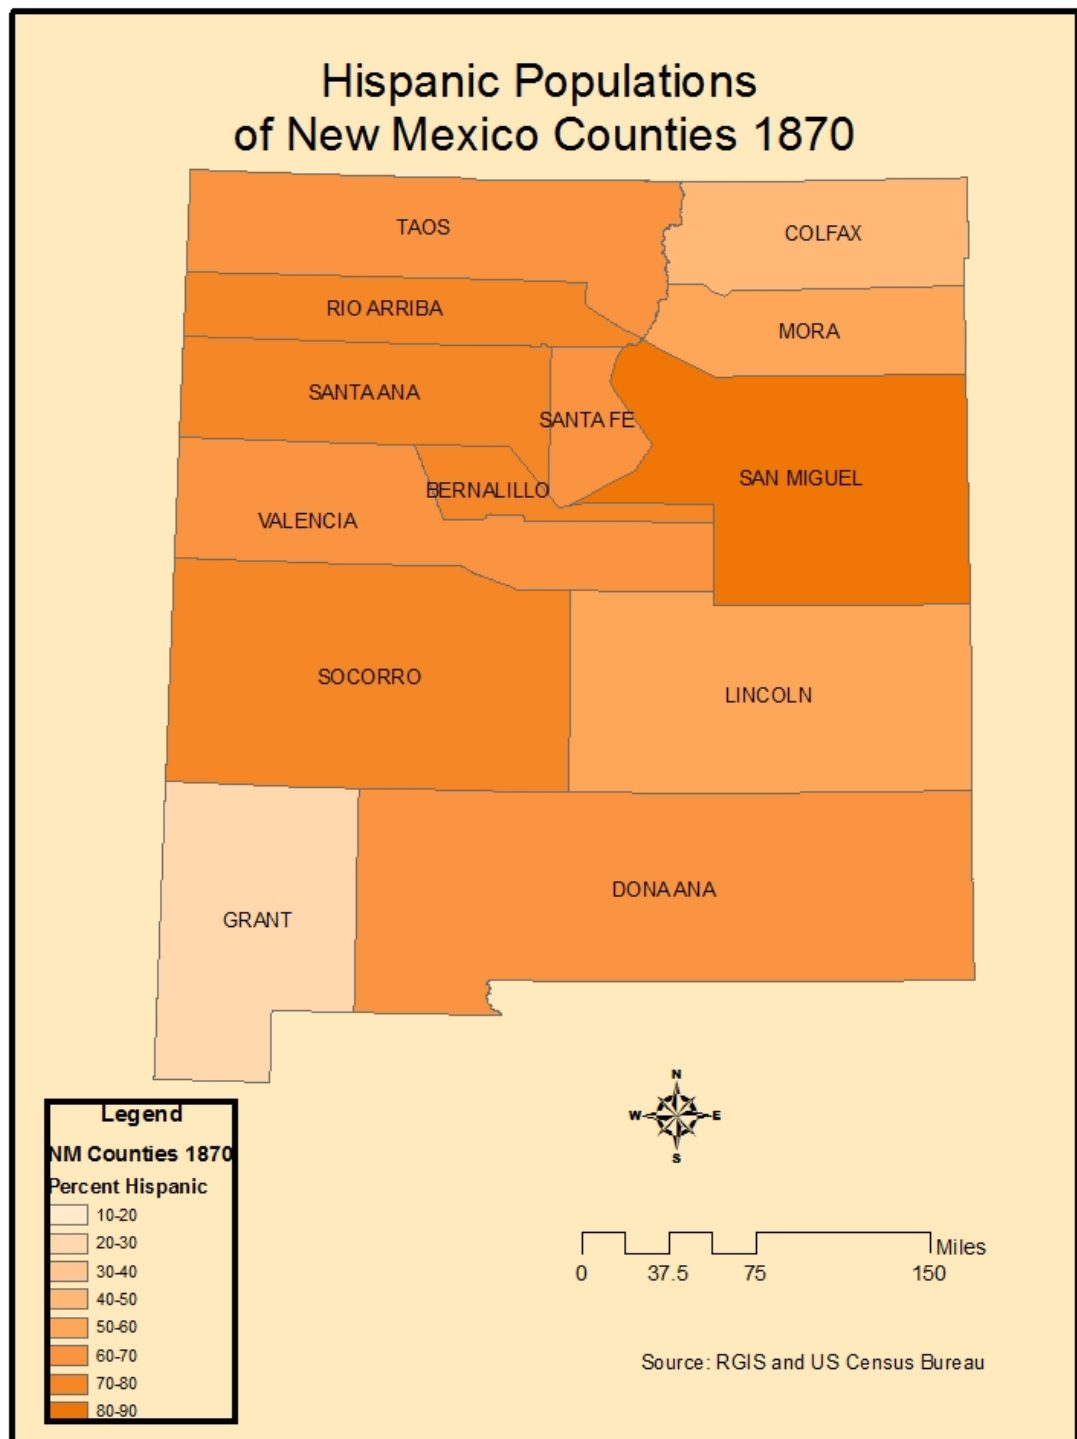 Hispanic Populations
of New Mexico Counties 1870
TAOS
COLFAX
RIO ARRIBA
MORA
SANTA ANA
SANTA FE
SAN MIGUEL
BERNALILLO
VALENCIA
SOCORRO
LINCOLN
DONA ANA
GRANT
N
W E
S
Legend
NM Counties 1870
Percent Hispanic
10-20
20-30
30-40
40-50
50-60
60-70
70-80
80-90
Miles
0 37.5 75 150
Source: RGIS and US Census Bureau